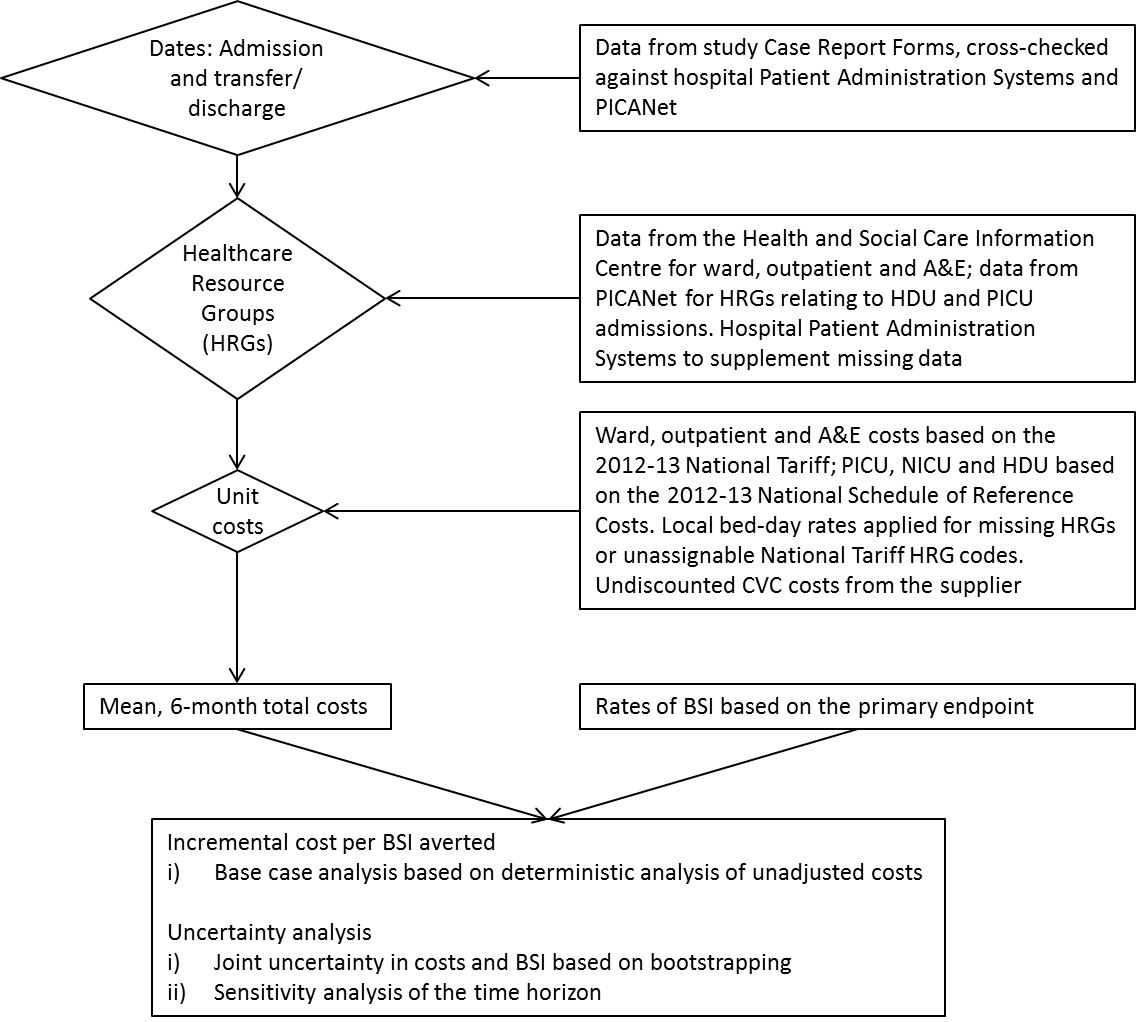 Dates: Admission
and transfer/
discharge
Data from study Case Report Forms, cross-checked
against hospital Patient Administration Systems and
PICANet
Healthcare
Resource
Groups
(HRGs)
Data from the Health and Social Care Information
Centre for ward, outpatient and A&E; data from
PICANet for HRGs relating to HDU and PICU
admissions. Hospital Patient Administration
Systems to supplement missing data
Unit
costs
Ward, outpatient and A&E costs based on the
2012-13 National Tariff; PICU, NICU and HDU based
on the 2012-13 National Schedule of Reference
Costs. Local bed-day rates applied for missing HRGs
or unassignable National Tariff HRG codes.
Undiscounted CVC costs from the supplier
Mean, 6-month total costs
Rates of BSI based on the primary endpoint
Incremental cost per BSI averted
i) Base case analysis based on deterministic analysis of unadjusted costs
Uncertainty analysis
i) Joint uncertainty in costs and BSI based on bootstrapping
ii) Sensitivity analysis of the time horizon